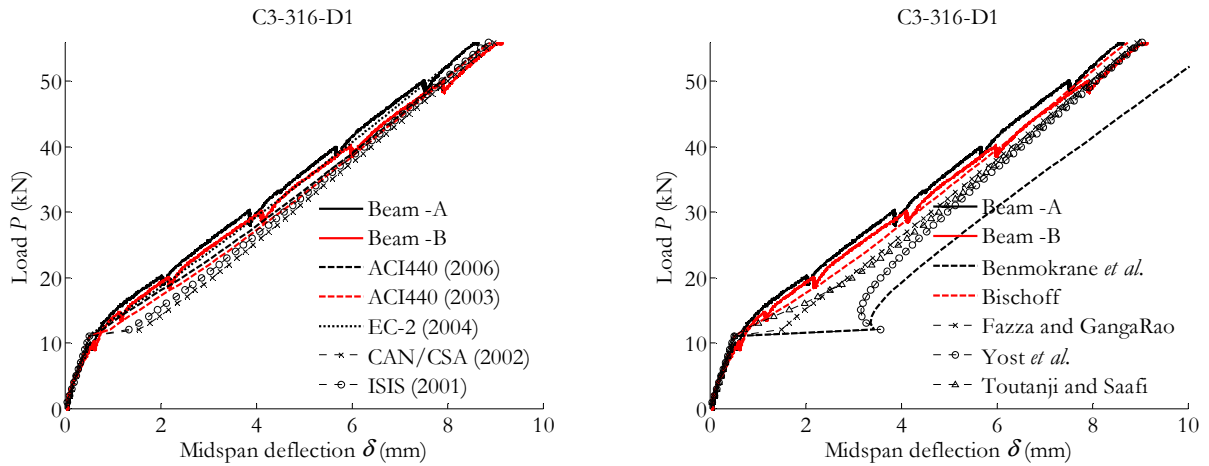 C3-316-D1
50
40
30
20
10
0
Load P (kN)
Beam -A
Beam -B
ACI440 (2006)
ACI440 (2003)
EC-2 (2004)
CAN/CSA (2002)
ISIS (2001)
0 2 4 6 8 10
Midspan deflection δ (mm)
C3-316-D1
50
40
30
20
10
0
Load P (kN)
Beam -A
Beam -B
Benmokrane et al.
Bischoff
Fazza and GangaRao
Yost et al.
Toutanji and Saafi
0 2 4 6 8 10
Midspan deflection δ (mm)